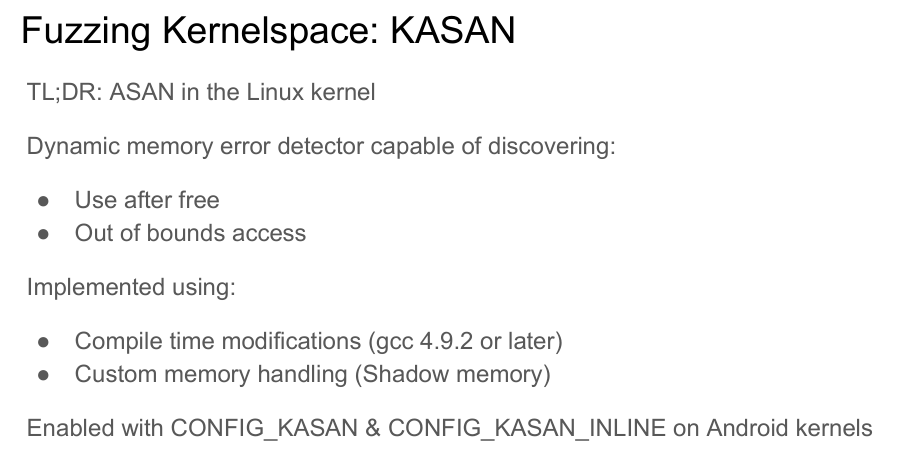 Fuzzing Kernelspace: KASAN
TL;DR: ASAN in the Linux kernel
Dynamic memory error detector capable of discovering:
● Use after free
● Out of bounds access
Implemented using:
● Compile time modifications (gcc 4.9.2 or later)
● Custom memory handling (Shadow memory)
Enabled with CONFIG_KASAN & CONFIG_KASAN_INLINE on Android kernels